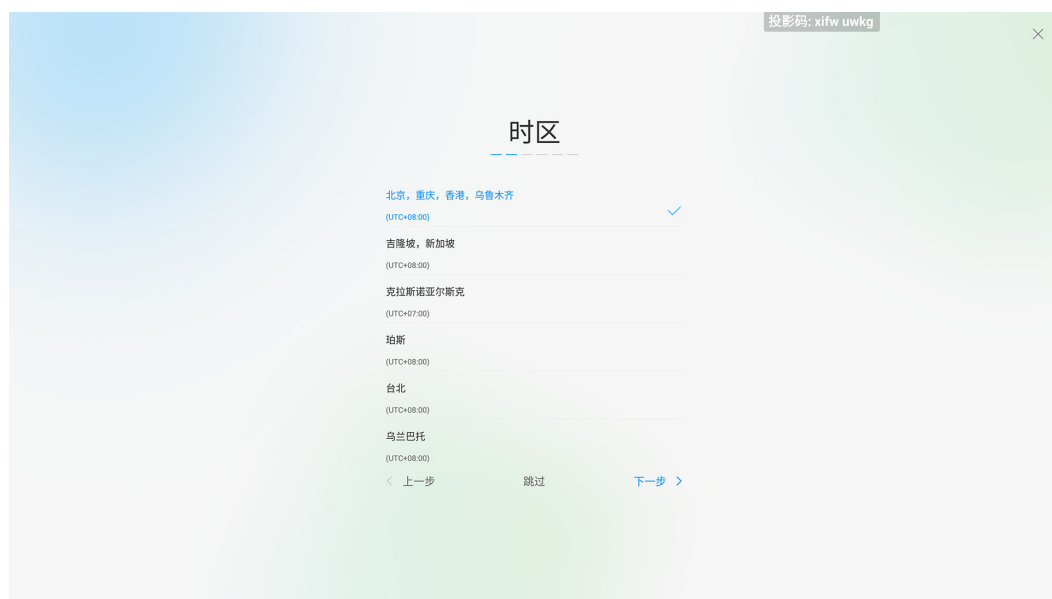 投影码: xifw uwkg
时区
北京，重庆，香港，乌鲁木齐
(UTC+08:00)
吉隆坡，新加坡
(UTC+08:00)
克拉斯诺亚尔斯克
(UTC+07:00)
珀斯
(UTC+08:00)
台北
(UTC+08:00)
乌兰巴托
(UTC+08:00)
上一步 跳过 下一步